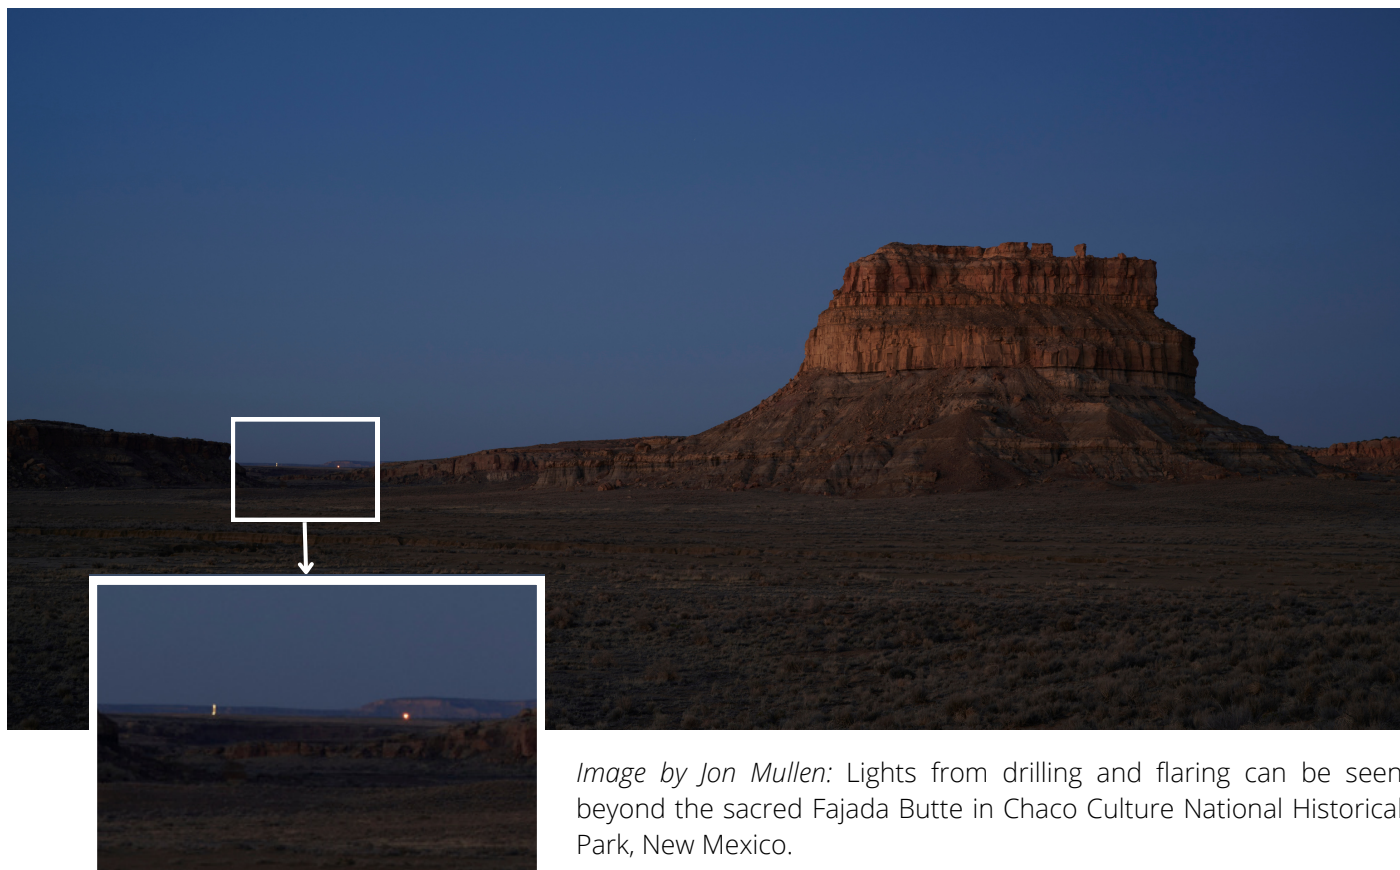 Image by Jon Mullen: Lights from drilling and flaring can be seen
beyond the sacred Fajada Butte in Chaco Culture National Historical
Park, New Mexico.